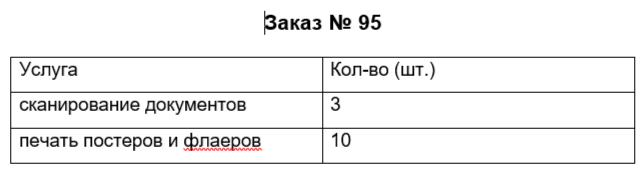 Заказ № 95
Услуга Кол-во (шт.)
сканирование документов 3
печать постеров и флаеров 10